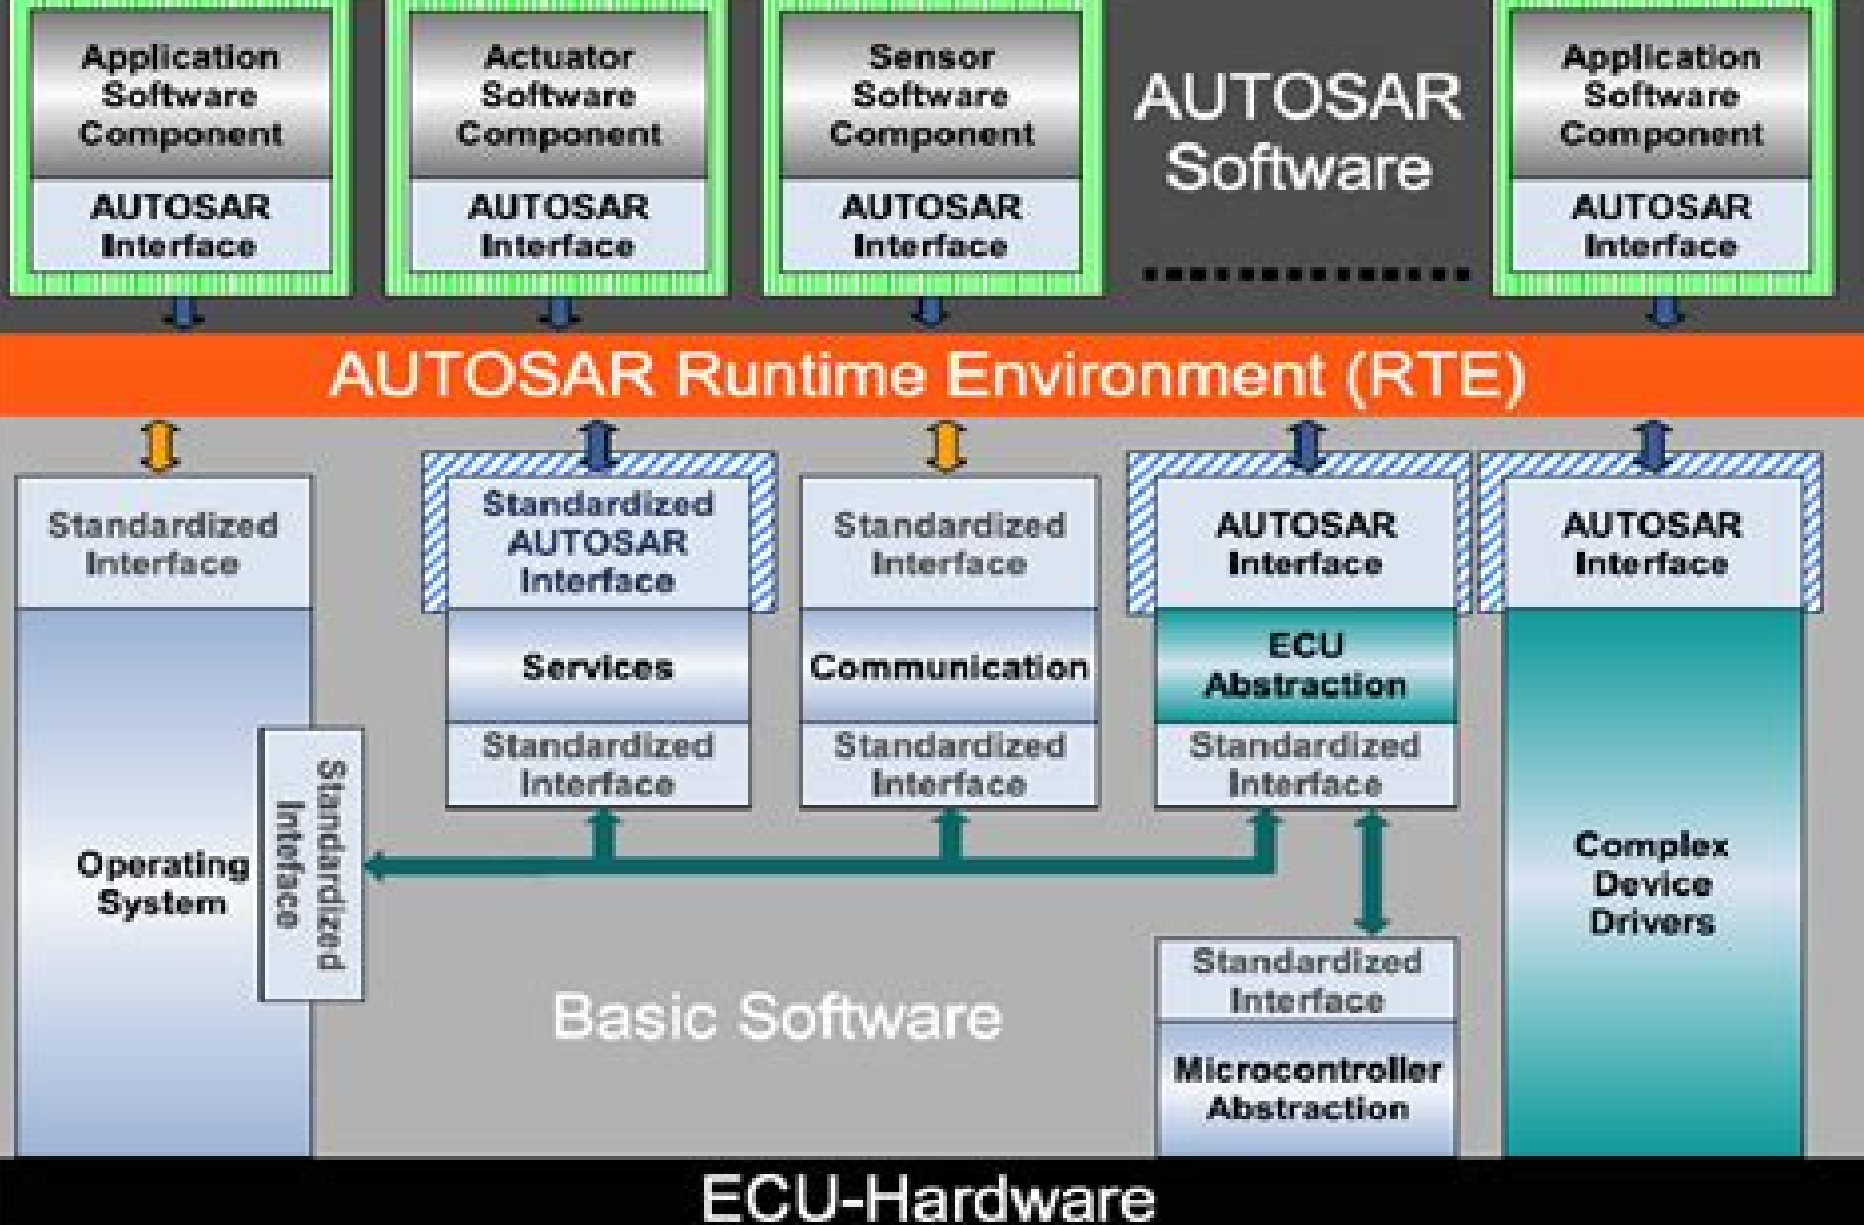 Application
Software
Component
AUTOSAR
Interface
Actuator
Software
Component
AUTOSAR
Interface
Sensor
Software
Component
AUTOSAR
Interface
AUTOSAR
Software
Application
Software
Component
AUTOSAR
Interface
AUTOSAR Runtime Environment (RTE)
Standardized
Interface
Operating
System
Standardized
Inteface
Standardized
AUTOSAR
Interface
Services
Standardized
Interface
Standardized
Interface
Communication
Standardized
Interface
AUTOSAR
Interface
ECU
Abstraction
Standardized
Interface
Standardized
Interface
Microcontroller
Abstraction
AUTOSAR
Interface
Complex
Device
Drivers
Basic Software
ECU-Hardware